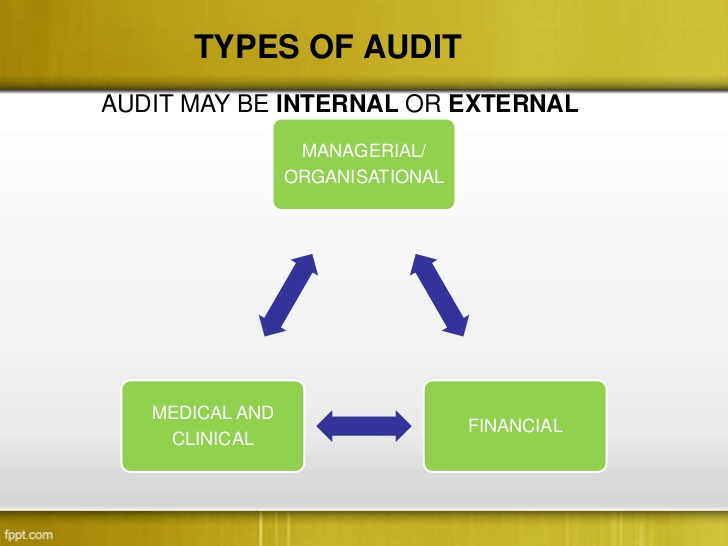 TYPES OF AUDIT
AUDIT MAY BE INTERNAL OR EXTERNAL
MANAGERIAL/
ORGANISATIONAL
MEDICAL AND
CLINICAL
FINANCIAL
fppt.com